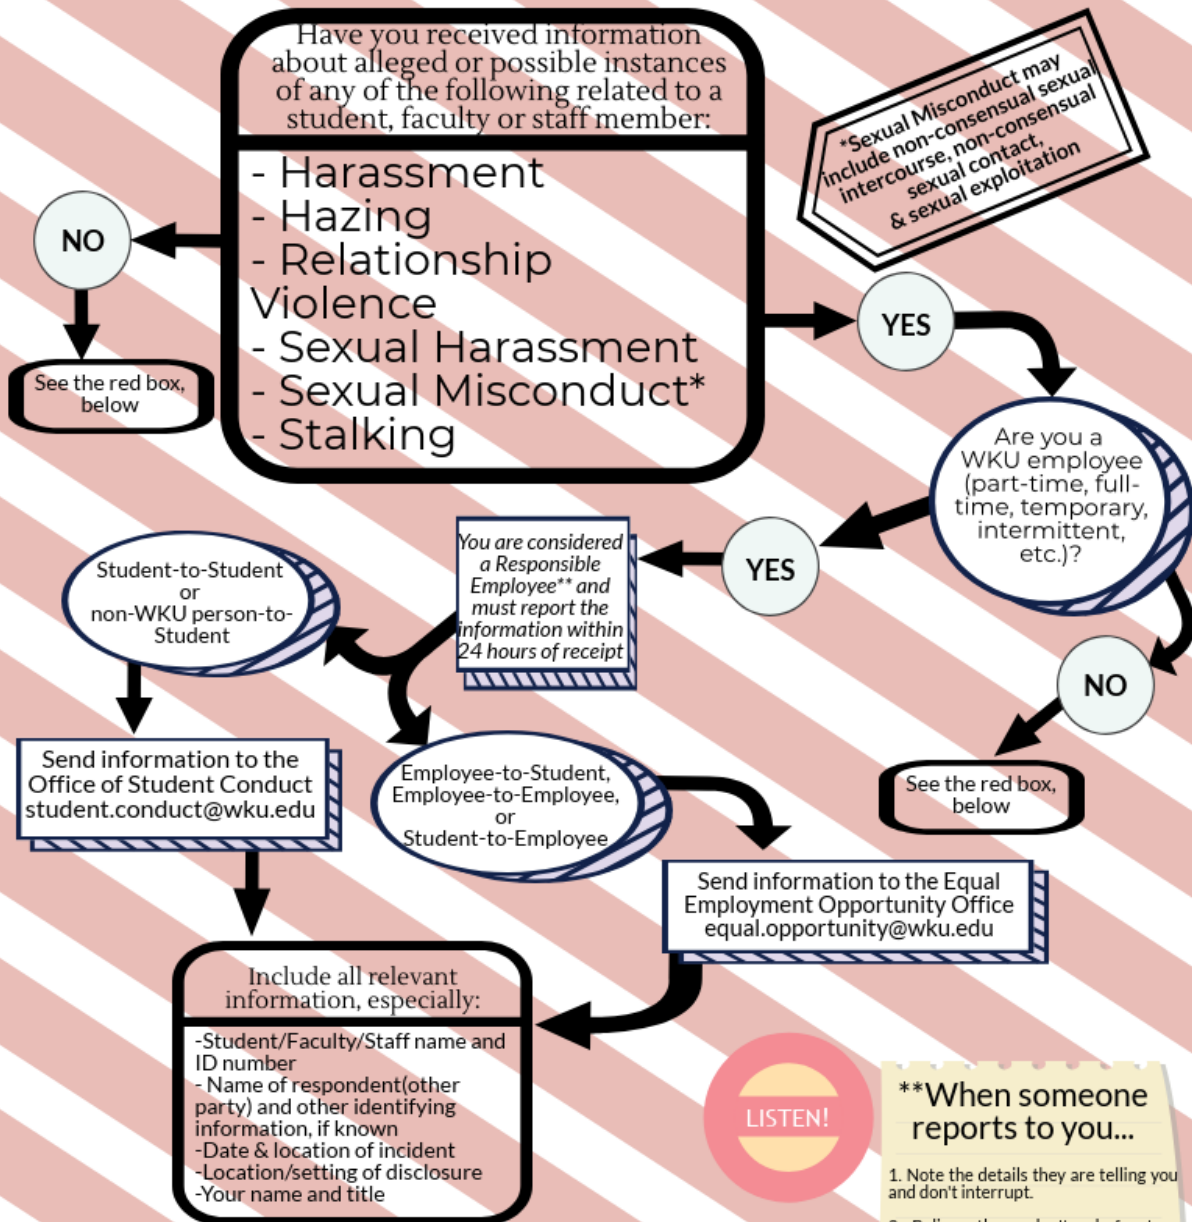 Have you received information
about alleged or possible instances
of any of the following related to a
student, faculty or staff member:
- Harassment
- Hazing
- Relationship
Violence
- Sexual Harassment
- Sexual Misconduct*
- Stalking
*Sexual Misconduct may
include non-consensual sexual
intercourse, non-consensual
sexual contact,
& sexual exploitation
NO
See the red box,
below
YES
Are you a
WKU employee
(part-time, full-
time, temporary,
intermittent,
etc.)?
YES
You are considered
a Responsible
Employee** and
must report the
information within
24 hours of receipt
NO
See the red box,
below
Student-to-Student
or
non-WKU person-to-
Student
Send information to the
Office of Student Conduct
student.conduct@wku.edu
Employee-to-Student,
Employee-to-Employee,
or
Student-to-Employee
Send information to the Equal
Employment Opportunity Office
equal.opportunity@wku.edu
Include all relevant
information, especially:
-Student/Faculty/Staff name and
ID number
- Name of respondent(other
party) and other identifying
information, if known
-Date & location of incident
-Location/setting of disclosure
-Your name and title
LISTEN!
**When someone
reports to you...
1. Note the details they are telling you
and don't interrupt.